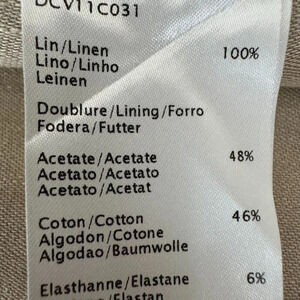 DCV11C031
Lin/Linen 100%
Lino/Linho
Leinen
Doublure/Lining/Forro
Fodera/Futter
Acetate/Acetate 48%
Acetato/Acetato
Acetato/Acetat
Coton/Cotton 46%
Algodon/Cotone
Algodao/Baumwolle
Elasthanne/Elastane 6%
/Elastan